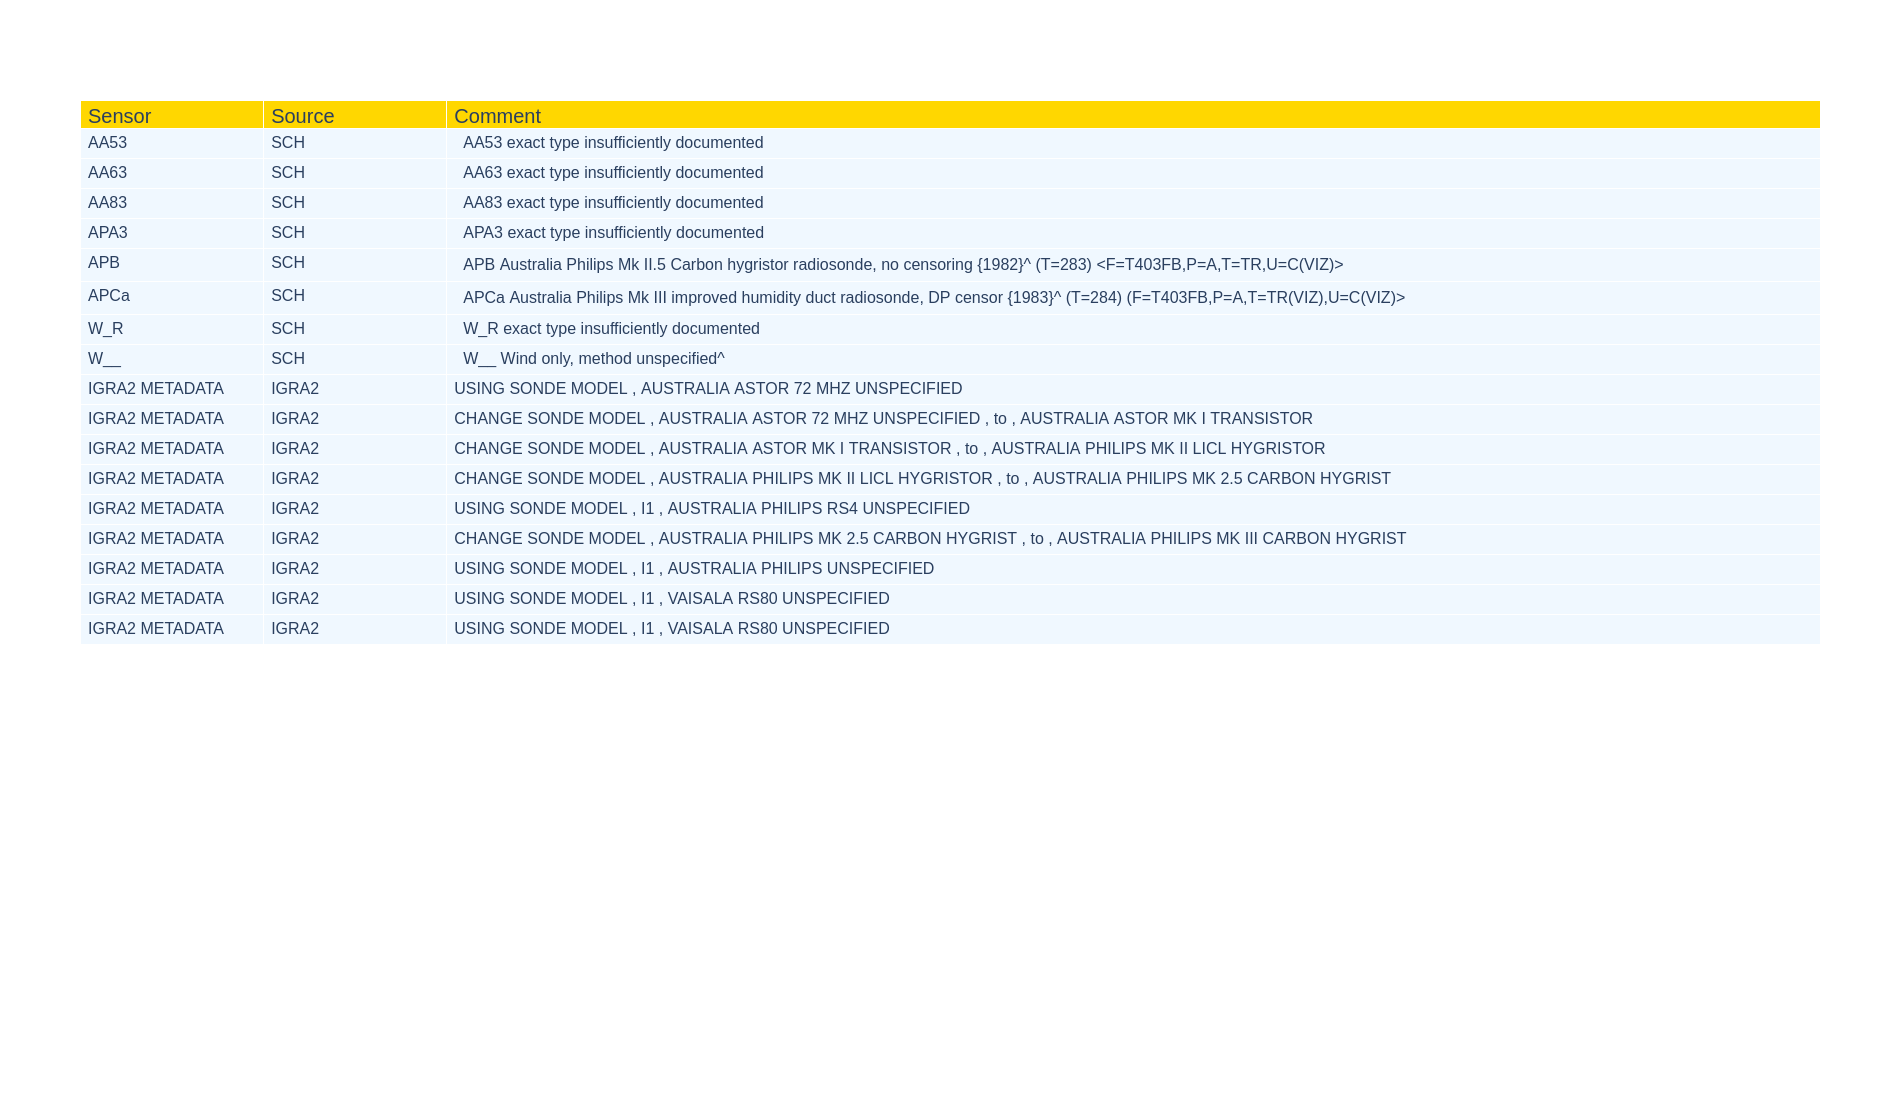 Sensor Source Comment
AA53 SCH AA53 exact type insufficiently documented
AA63 SCH AA63 exact type insufficiently documented
AA83 SCH AA83 exact type insufficiently documented
APA3 SCH APA3 exact type insufficiently documented
APB SCH APB Australia Philips Mk II.5 Carbon hygristor radiosonde, no censoring {1982}^ (T=283) <F=T403FB,P=A,T=TR,U=C(VIZ)>
APCa SCH APCa Australia Philips Mk III improved humidity duct radiosonde, DP censor {1983}^ (T=284) (F=T403FB,P=A,T=TR(VIZ),U=C(VIZ)>
W_R SCH W_R exact type insufficiently documented
W__ SCH W__ Wind only, method unspecified^
IGRA2 METADATA IGRA2 USING SONDE MODEL , AUSTRALIA ASTOR 72 MHZ UNSPECIFIED
IGRA2 METADATA IGRA2 CHANGE SONDE MODEL , AUSTRALIA ASTOR 72 MHZ UNSPECIFIED , to , AUSTRALIA ASTOR MK I TRANSISTOR
IGRA2 METADATA IGRA2 CHANGE SONDE MODEL , AUSTRALIA ASTOR MK I TRANSISTOR , to , AUSTRALIA PHILIPS MK II LICL HYGRISTOR
IGRA2 METADATA IGRA2 CHANGE SONDE MODEL , AUSTRALIA PHILIPS MK II LICL HYGRISTOR , to , AUSTRALIA PHILIPS MK 2.5 CARBON HYGRIST
IGRA2 METADATA IGRA2 USING SONDE MODEL , I1 , AUSTRALIA PHILIPS RS4 UNSPECIFIED
IGRA2 METADATA IGRA2 CHANGE SONDE MODEL , AUSTRALIA PHILIPS MK 2.5 CARBON HYGRIST , to , AUSTRALIA PHILIPS MK III CARBON HYGRIST
IGRA2 METADATA IGRA2 USING SONDE MODEL , I1 , AUSTRALIA PHILIPS UNSPECIFIED
IGRA2 METADATA IGRA2 USING SONDE MODEL , I1 , VAISALA RS80 UNSPECIFIED
IGRA2 METADATA IGRA2 USING SONDE MODEL , I1 , VAISALA RS80 UNSPECIFIED